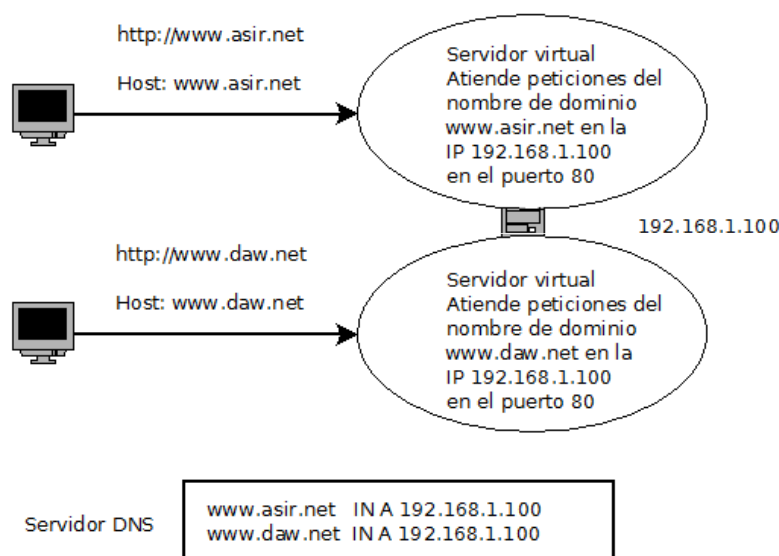 http://www.asir.net
Host: www.asir.net
Servidor virtual
Atiende peticiones del
nombre de dominio
www.asir.net en la
IP 192.168.1.100
en el puerto 80
192.168.1.100
http://www.daw.net
Host: www.daw.net
Servidor virtual
Atiende peticiones del
nombre de dominio
www.daw.net en la
IP 192.168.1.100
en el puerto 80
Servidor DNS
www.asir.net IN A 192.168.1.100
www.daw.net IN A 192.168.1.100